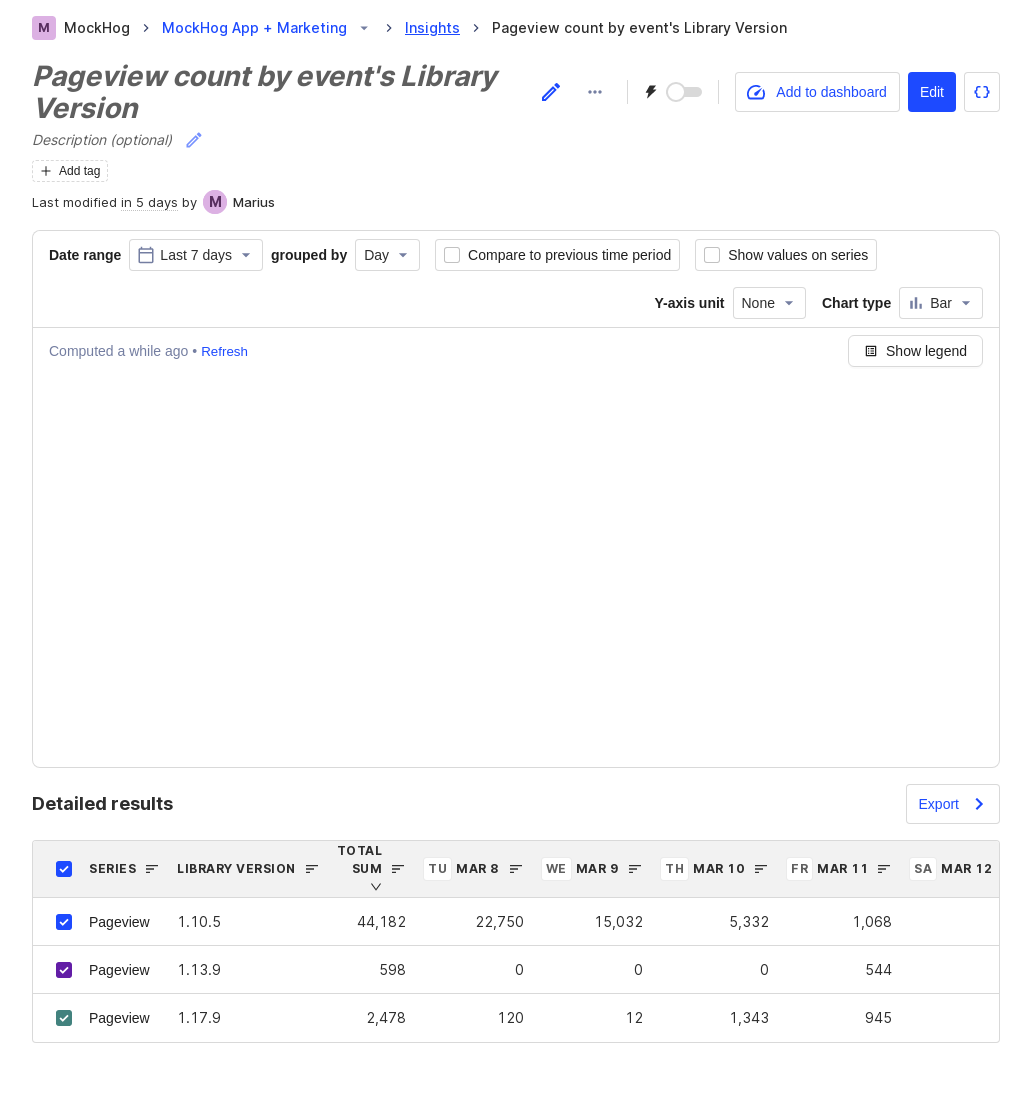 M MockHog MockHog App + Marketing Insights Pageview count by event's Library Version
Pageview count by event's Library
Version
Add to dashboard Edit
Description (optional)
Add tag
Last modified in 5 days by M Marius
Date range Last 7 days grouped by Day Compare to previous time period Show values on series
Y-axis unit None Chart type Bar
Computed a while ago • Refresh Show legend
Detailed results Export
SERIES LIBRARY VERSION TOTAL SUM TU MAR 8 WE MAR 9 TH MAR 10 FR MAR 11 SA MAR 12
Pageview 1.10.5 44,182 22,750 15,032 5,332 1,068
Pageview 1.13.9 598 0 0 0 544
Pageview 1.17.9 2,478 120 12 1,343 945